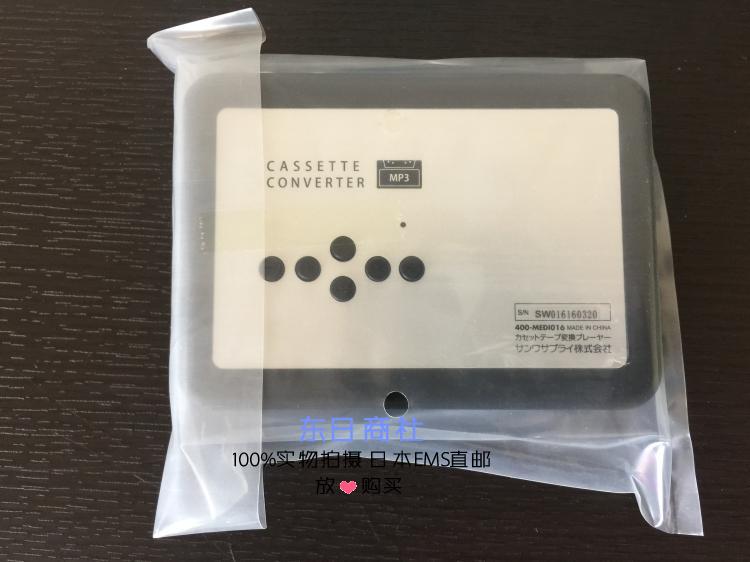 CASSETTE
CONVERTER
MP3
S/N SW016160320
400-MEDI016 MADE IN CHINA
カセットテープ変換プレーヤー
サンワサプライ株式会社
东日商社
100%实物拍摄 日本EMS直邮
放❤购买